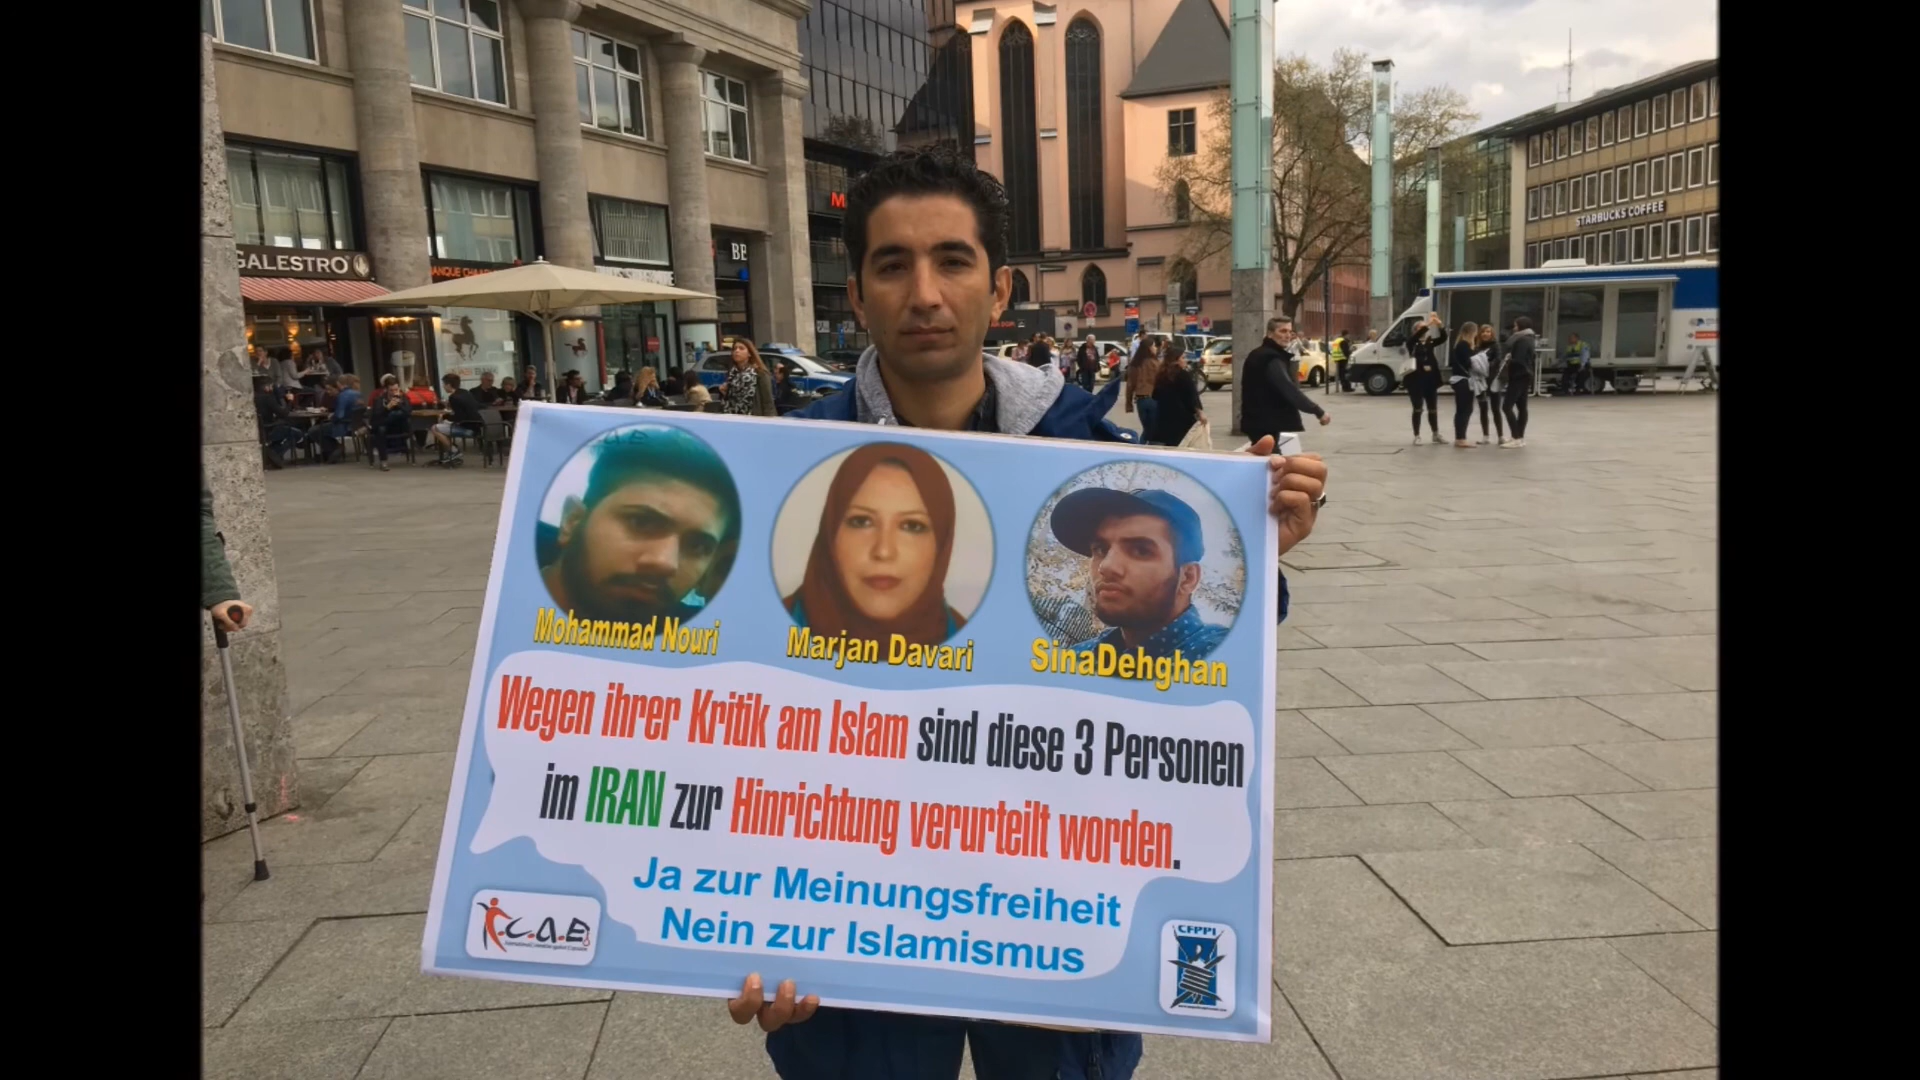 GALESTRO
BE
STARBUCKS COFFEE
Mohammad Nouri
Marjan Davari
SinaDehghan
Wegen ihrer Kritik am Islam sind diese 3 Personen
im IRAN zur Hinrichtung verurteilt worden.
Ja zur Meinungsfreiheit
Nein zur Islamismus
I.C.A.E
CFPPI